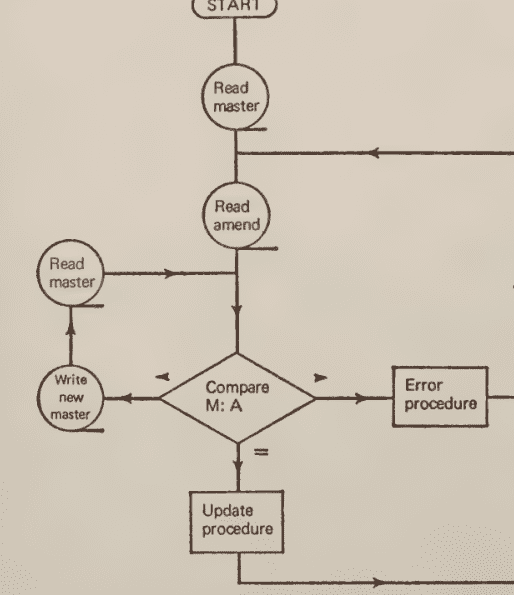 START
Read
master
Read
amend
Read
master
Write
new
master
<
Compare
M: A
>
Error
procedure
=
Update
procedure